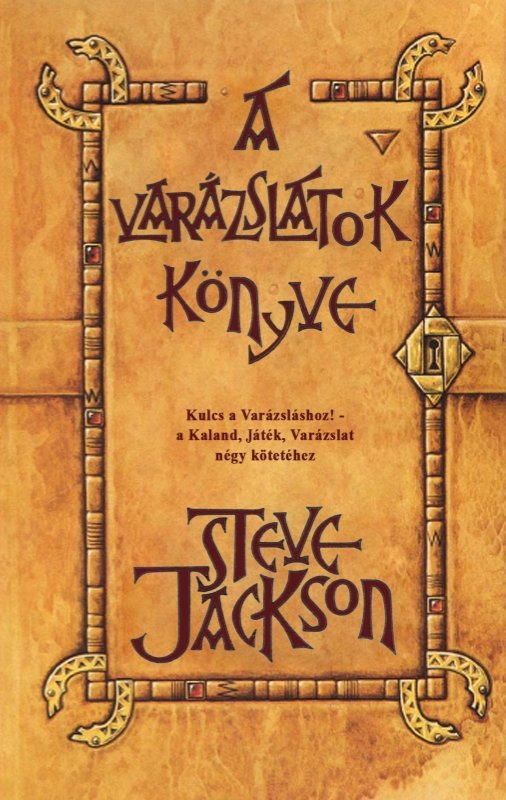 A
VARÁZSLATOK
KÖNYVE
Kulcs a Varázsláshoz! -
a Kaland, Játék, Varázslat
négy kötetéhez
STEVE
JACKSON